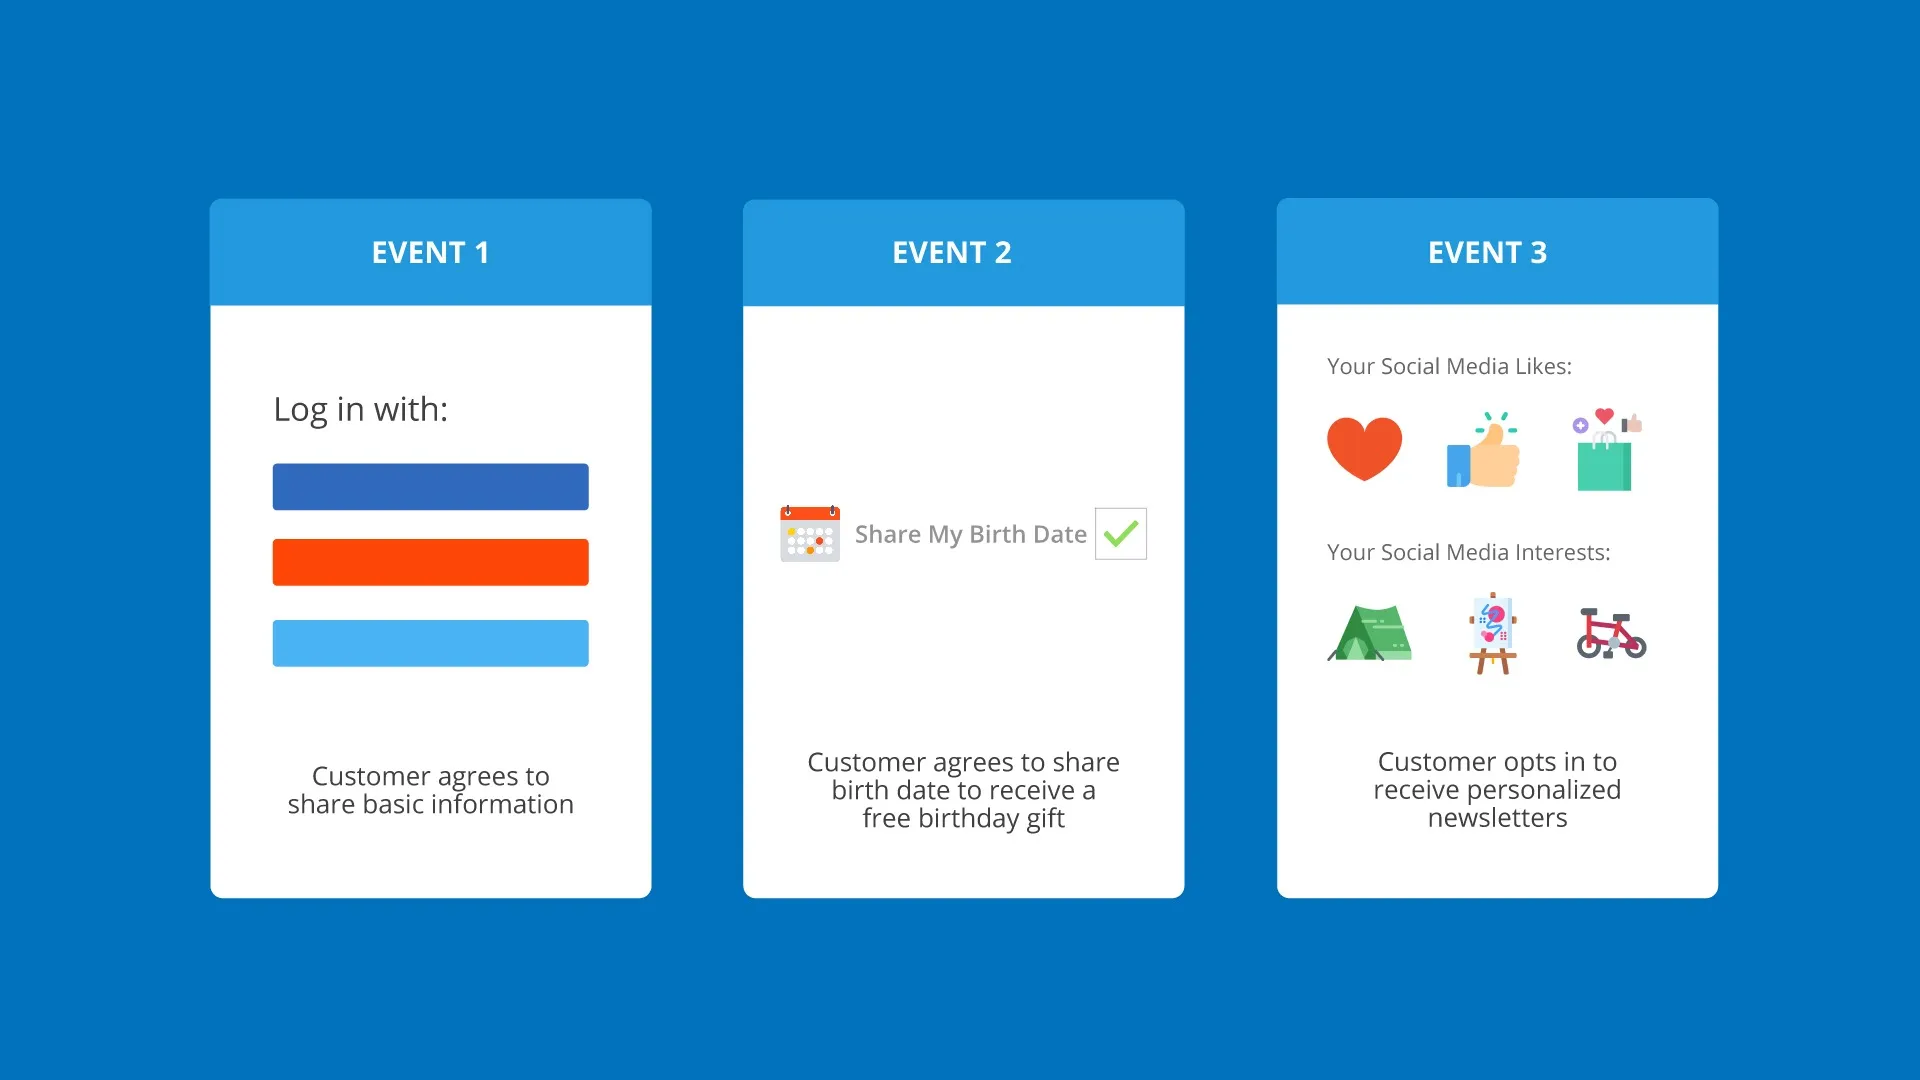 EVENT 1
Log in with:
Customer agrees to
share basic information
EVENT 2
Share My Birth Date
Customer agrees to share
birth date to receive a
free birthday gift
EVENT 3
Your Social Media Likes:
Your Social Media Interests:
Customer opts in to
receive personalized
newsletters